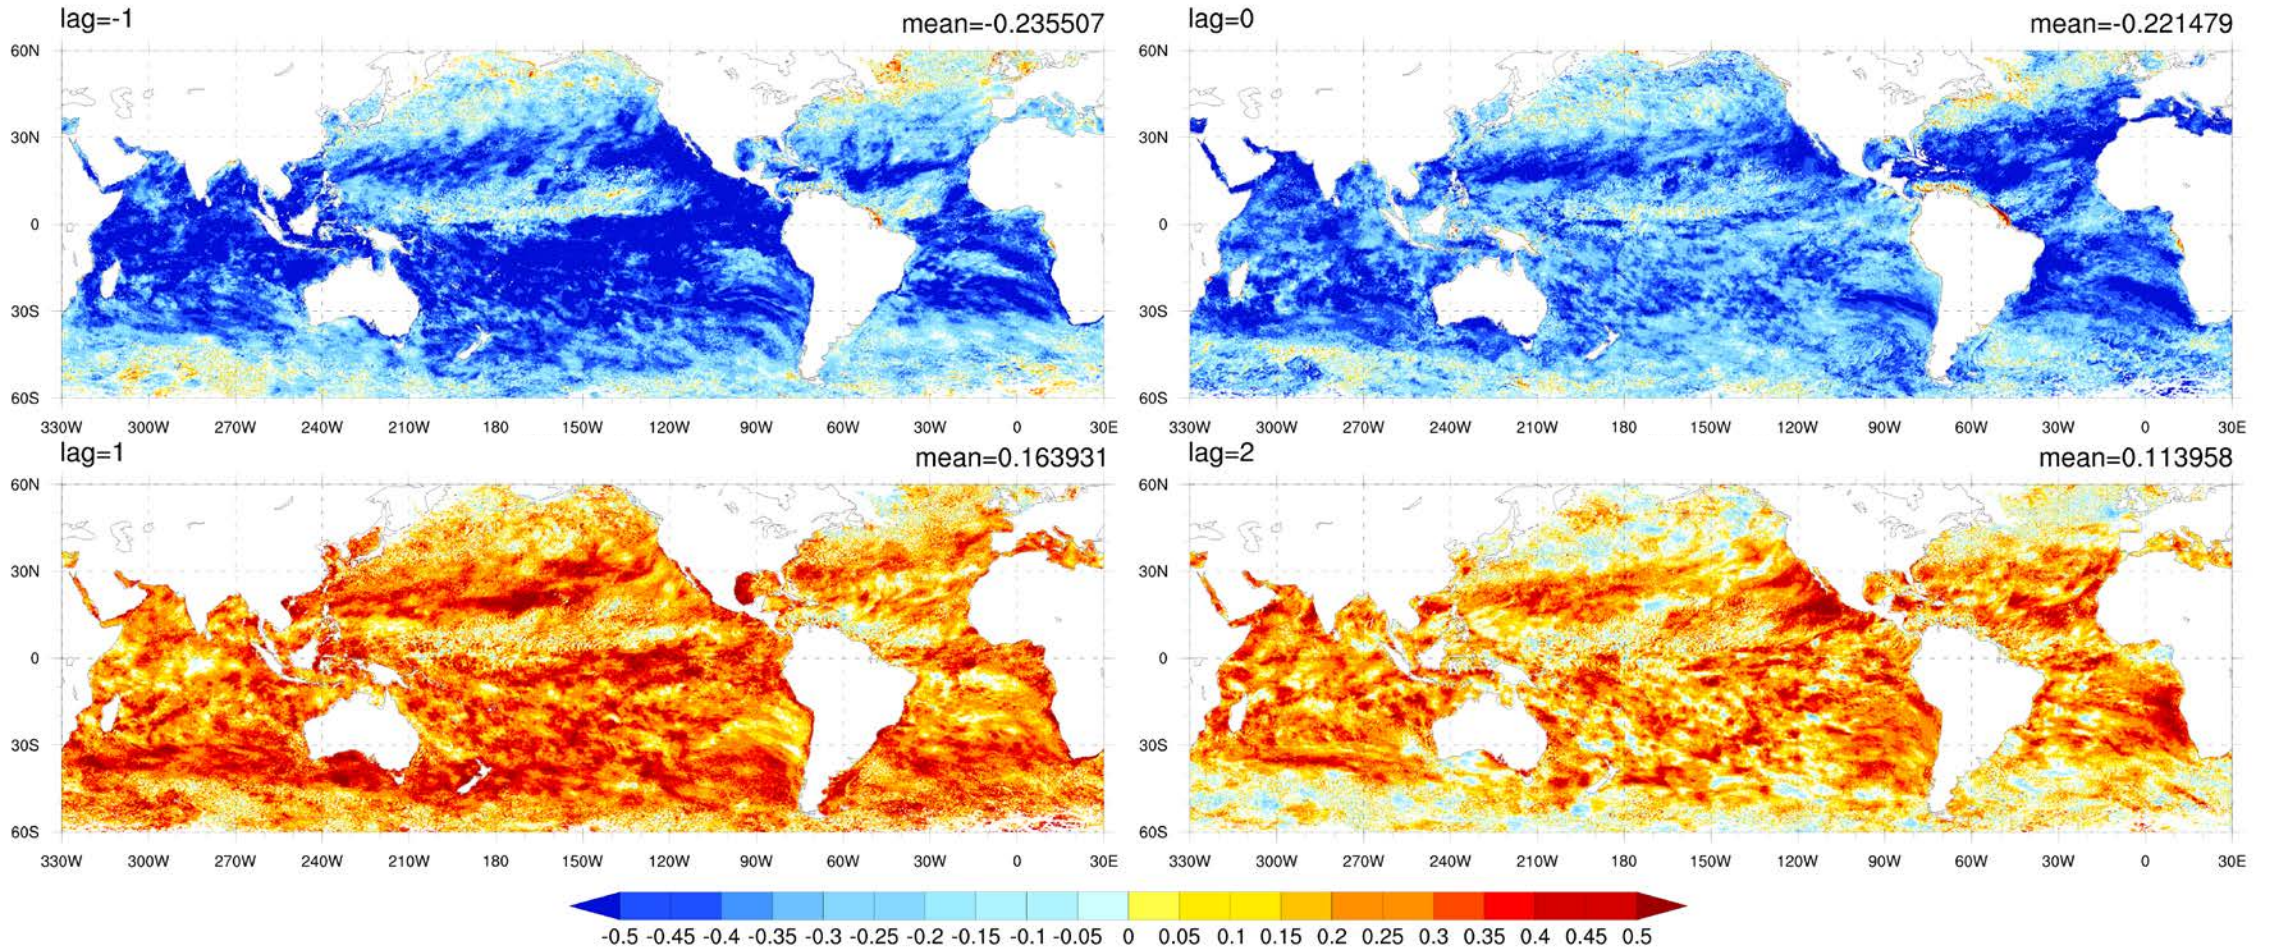 lag=-1 mean=-0.235507
60N
30N
0
30S
60S
330W 300W 270W 240W 210W 180 150W 120W 90W 60W 30W 0 30E
lag=0 mean=-0.221479
60N
30N
0
30S
60S
330W 300W 270W 240W 210W 180 150W 120W 90W 60W 30W 0 30E
lag=1 mean=0.163931
60N
30N
0
30S
60S
330W 300W 270W 240W 210W 180 150W 120W 90W 60W 30W 0 30E
lag=2 mean=0.113958
60N
30N
0
30S
60S
330W 300W 270W 240W 210W 180 150W 120W 90W 60W 30W 0 30E
-0.5 -0.45 -0.4 -0.35 -0.3 -0.25 -0.2 -0.15 -0.1 -0.05 0 0.05 0.1 0.15 0.2 0.25 0.3 0.35 0.4 0.45 0.5